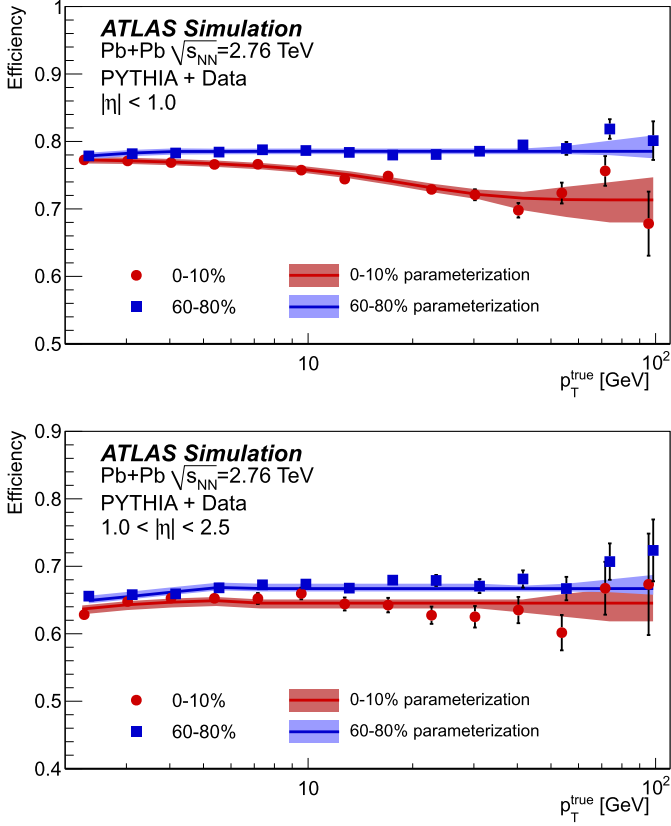 Efficiency
1
0.9
0.8
0.7
0.6
0.5
ATLAS Simulation
Pb+Pb √sNN=2.76 TeV
PYTHIA + Data
|η| < 1.0
0-10%
0-10% parameterization
60-80%
60-80% parameterization
10
10²
pTtrue [GeV]
Efficiency
0.9
0.8
0.7
0.6
0.5
0.4
ATLAS Simulation
Pb+Pb √sNN=2.76 TeV
PYTHIA + Data
1.0 < |η| < 2.5
0-10%
0-10% parameterization
60-80%
60-80% parameterization
10
10²
pTtrue [GeV]